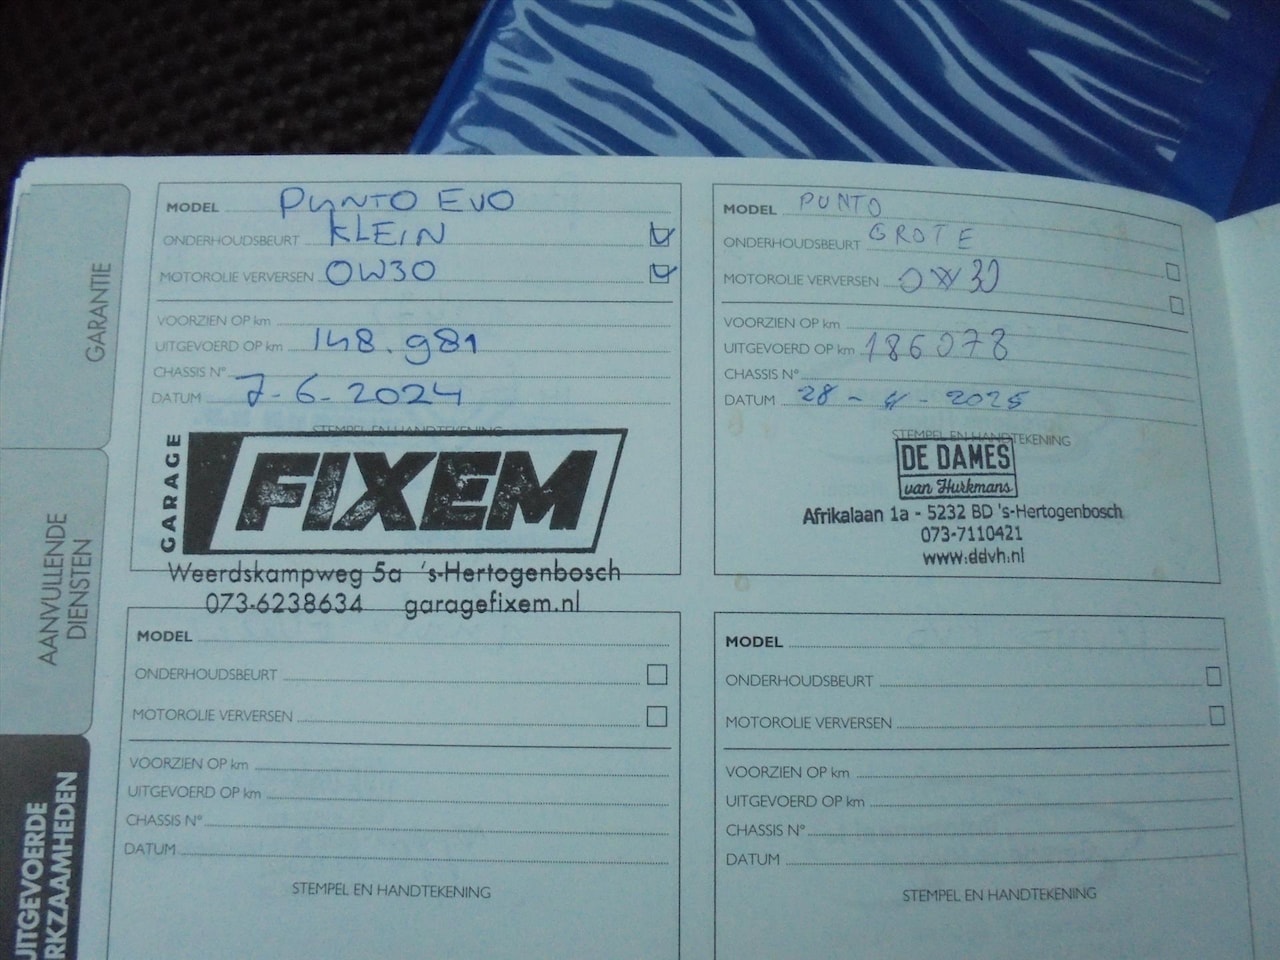 GARANTIE
AANVULLENDE
DIENSTEN
UITGEVOERDE
MODEL PUNTO EVO
ONDERHOUDSBEURT KLEIN
MOTOROLIE VERVERSEN 0W30
VOORZIEN OP km
UITGEVOERD OP km 148.981
CHASSIS Nº
DATUM 7-6-2024
STEMPEL EN HANDTEKENING
GARAGE
FIXEM
Weerdskampweg 5a 's-Hertogenbosch
073-6238634 garagefixem.nl
MODEL PUNTO
ONDERHOUDSBEURT GROTE
MOTOROLIE VERVERSEN 0W30
VOORZIEN OP km
UITGEVOERD OP km 186078
CHASSIS Nº
DATUM 28-4-2025
STEMPEL EN HANDTEKENING
DE DAMES
van Hurkmans
Afrikalaan 1a - 5232 BD 's-Hertogenbosch
073-7110421
www.ddvh.nl
MODEL
ONDERHOUDSBEURT
MOTOROLIE VERVERSEN
VOORZIEN OP km
UITGEVOERD OP km
CHASSIS Nº
DATUM
STEMPEL EN HANDTEKENING
MODEL
ONDERHOUDSBEURT
MOTOROLIE VERVERSEN
VOORZIEN OP km
UITGEVOERD OP km
CHASSIS Nº
DATUM
STEMPEL EN HANDTEKENING